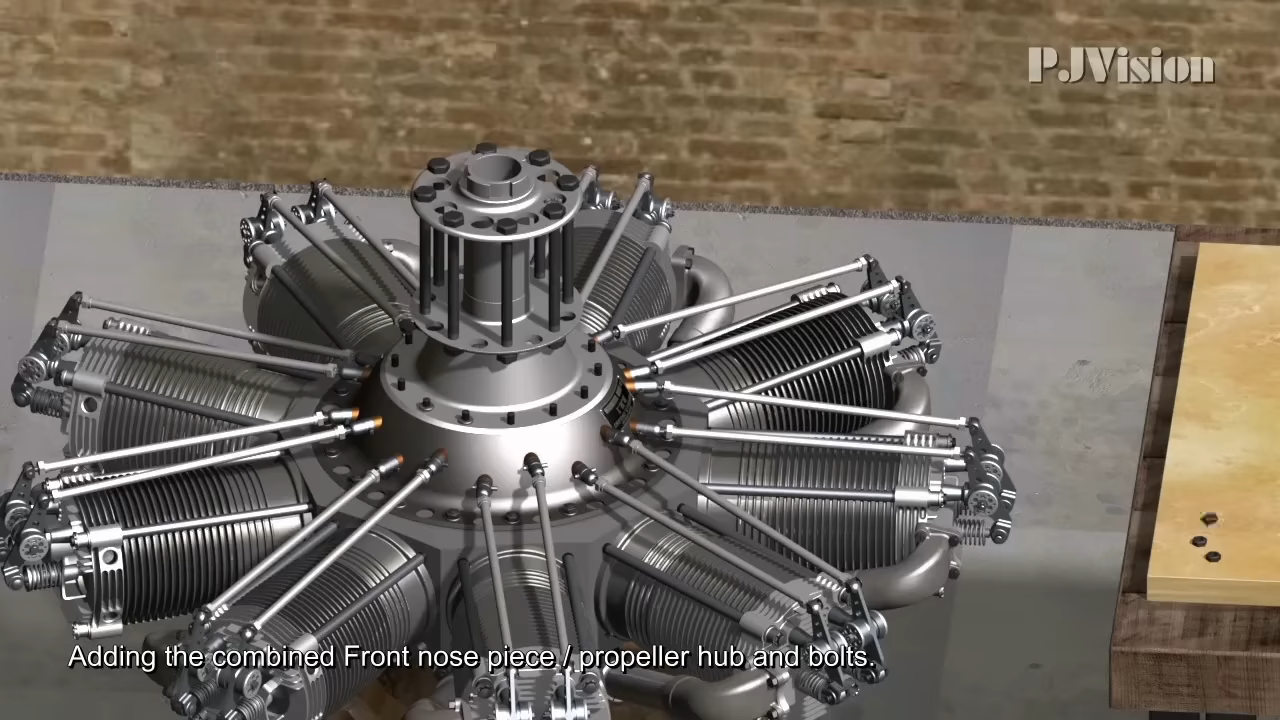 PJVision
Adding the combined Front nose piece / propeller hub and bolts.